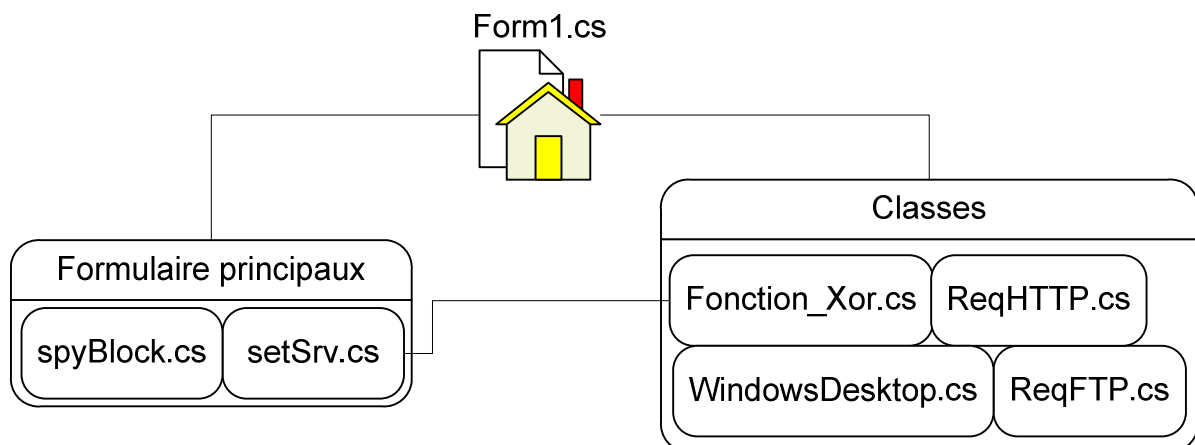 Form1.cs
Classes
Formulaire principaux
Fonction_Xor.cs ReqHTTP.cs
spyBlock.cs setSrv.cs
WindowsDesktop.cs ReqFTP.cs